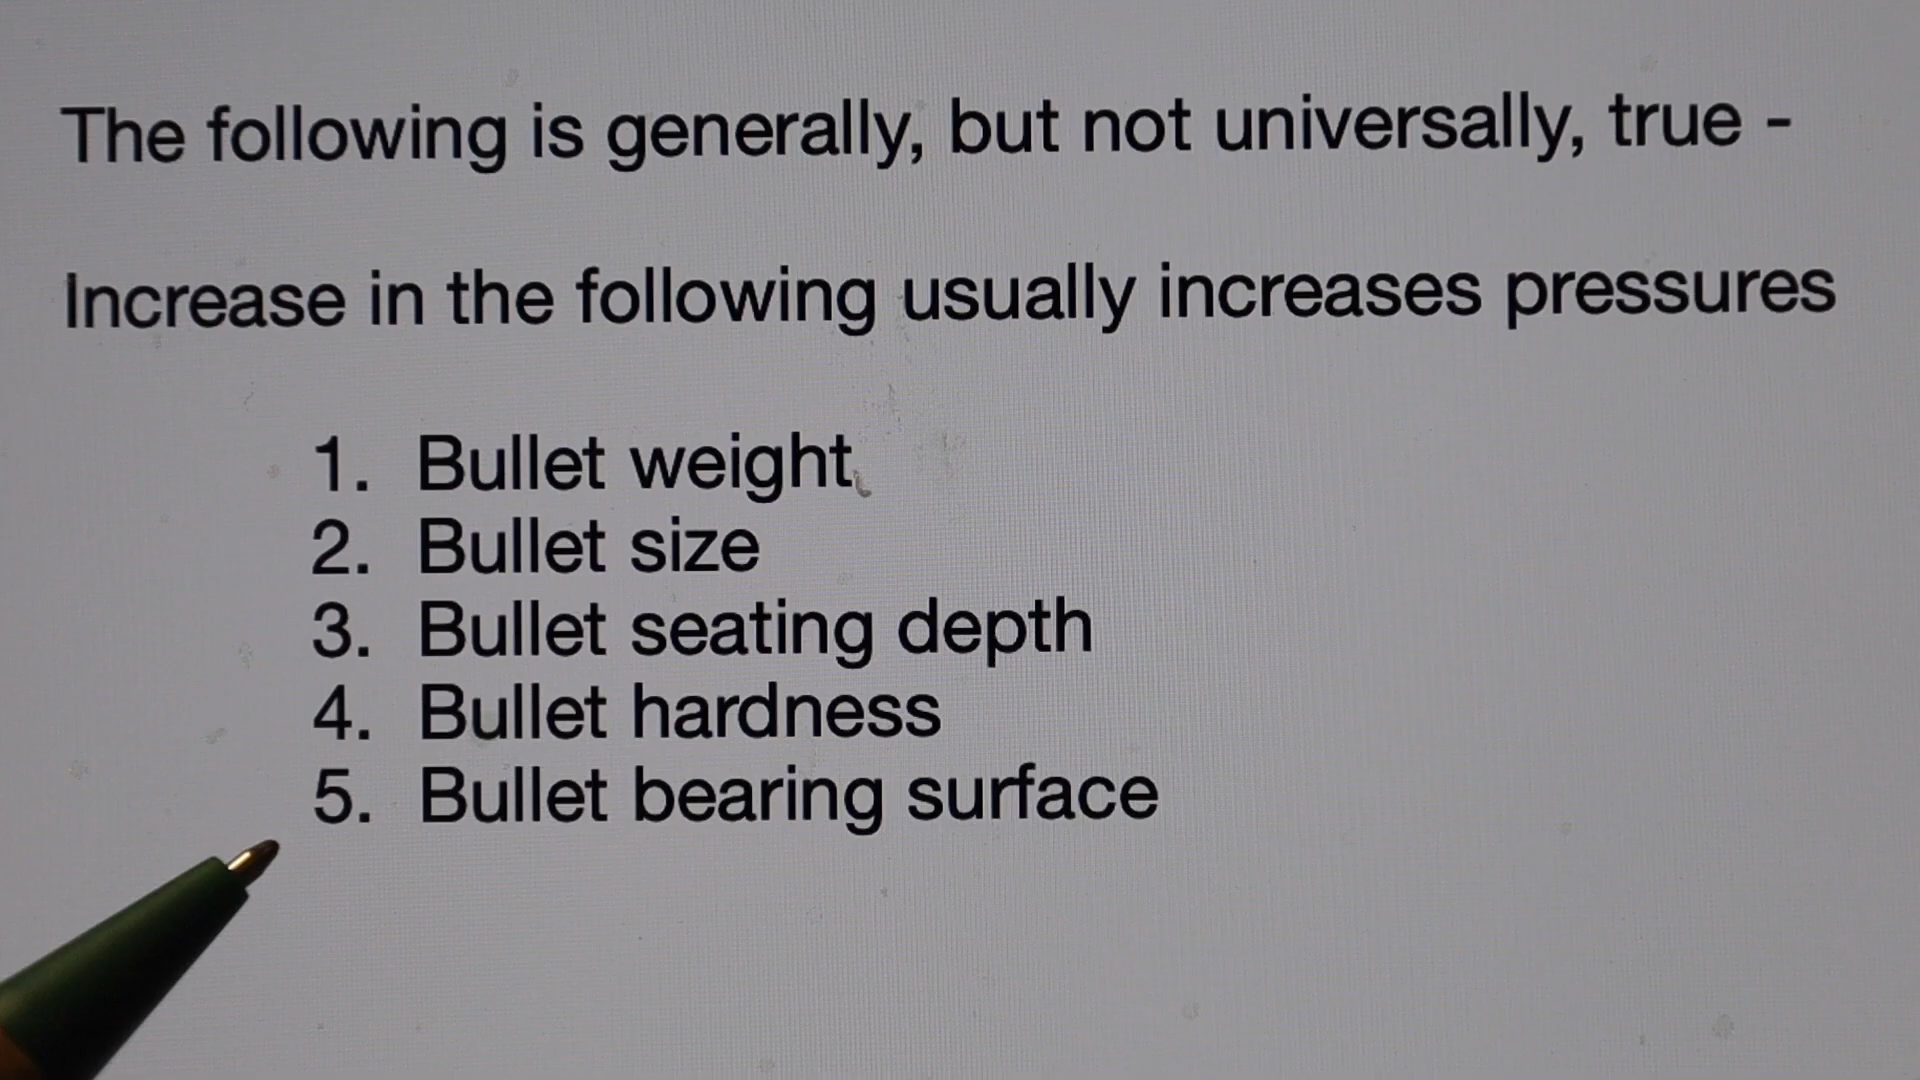 The following is generally, but not universally, true -
Increase in the following usually increases pressures
1. Bullet weight
2. Bullet size
3. Bullet seating depth
4. Bullet hardness
5. Bullet bearing surface